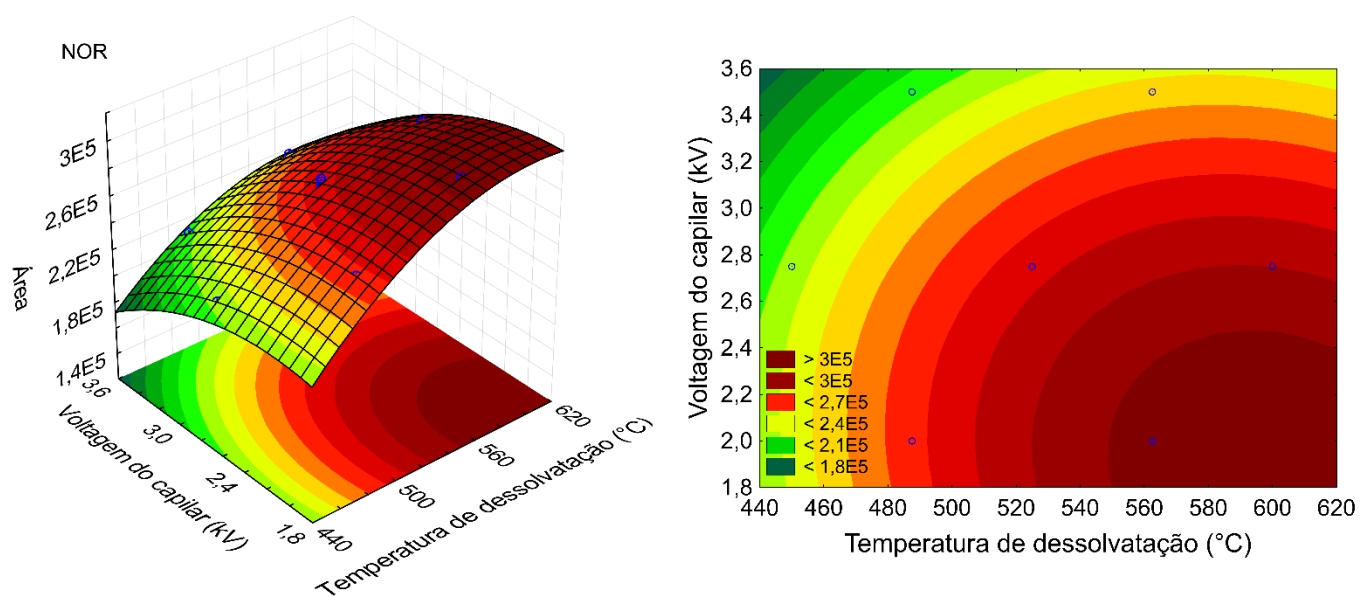 NOR
3E5
2,6E5
2,2E5
1,8E5
1,4E5
Área
3,6
3,0
2,4
1,8
Voltagem do capilar (kV)
440
500
560
620
Temperatura de dessolvatação (°C)
3,6
3,4
3,2
3,0
2,8
2,6
2,4
2,2
2,0
1,8
Voltagem do capilar (kV)
> 3E5
< 3E5
< 2,7E5
< 2,4E5
< 2,1E5
< 1,8E5
440 460 480 500 520 540 560 580 600 620
Temperatura de dessolvatação (°C)